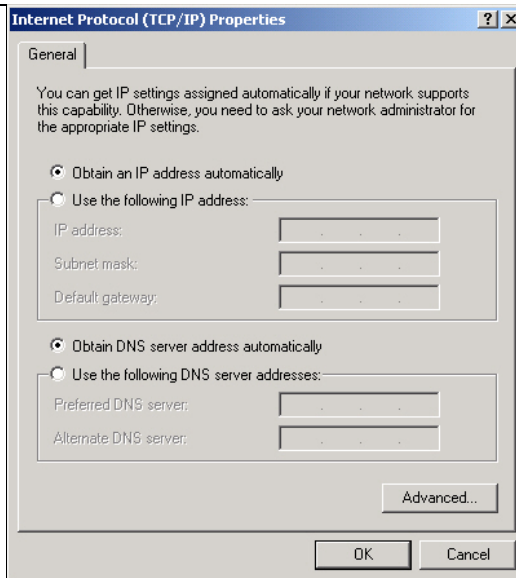 Internet Protocol (TCP/IP) Properties
General
You can get IP settings assigned automatically if your network supports
this capability. Otherwise, you need to ask your network administrator for
the appropriate IP settings.
Obtain an IP address automatically
Use the following IP address:
IP address:
Subnet mask:
Default gateway:
Obtain DNS server address automatically
Use the following DNS server addresses:
Preferred DNS server:
Alternate DNS server:
Advanced...
OK Cancel